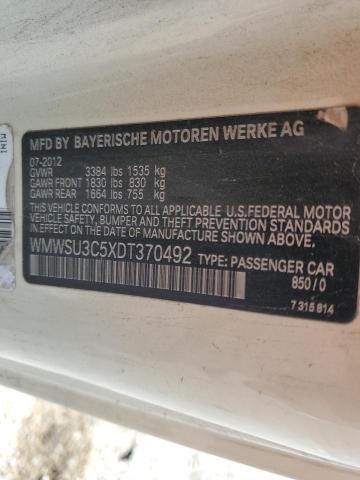 MINI
MFD BY BAYERISCHE MOTOREN WERKE AG
07-2012
GVWR 3384 lbs 1535 kg
GAWR FRONT 1830 lbs 830 kg
GAWR REAR 1664 lbs 755 kg
THIS VEHICLE CONFORMS TO ALL APPLICABLE U.S.FEDERAL MOTOR
VEHICLE SAFETY, BUMPER, AND THEFT PREVENTION STANDARDS IN
EFFECT ON THE DATE OF MANUFACTURE SHOWN ABOVE.
WMWSU3C5XDT370492 TYPE: PASSENGER CAR
850/0
7 315 814